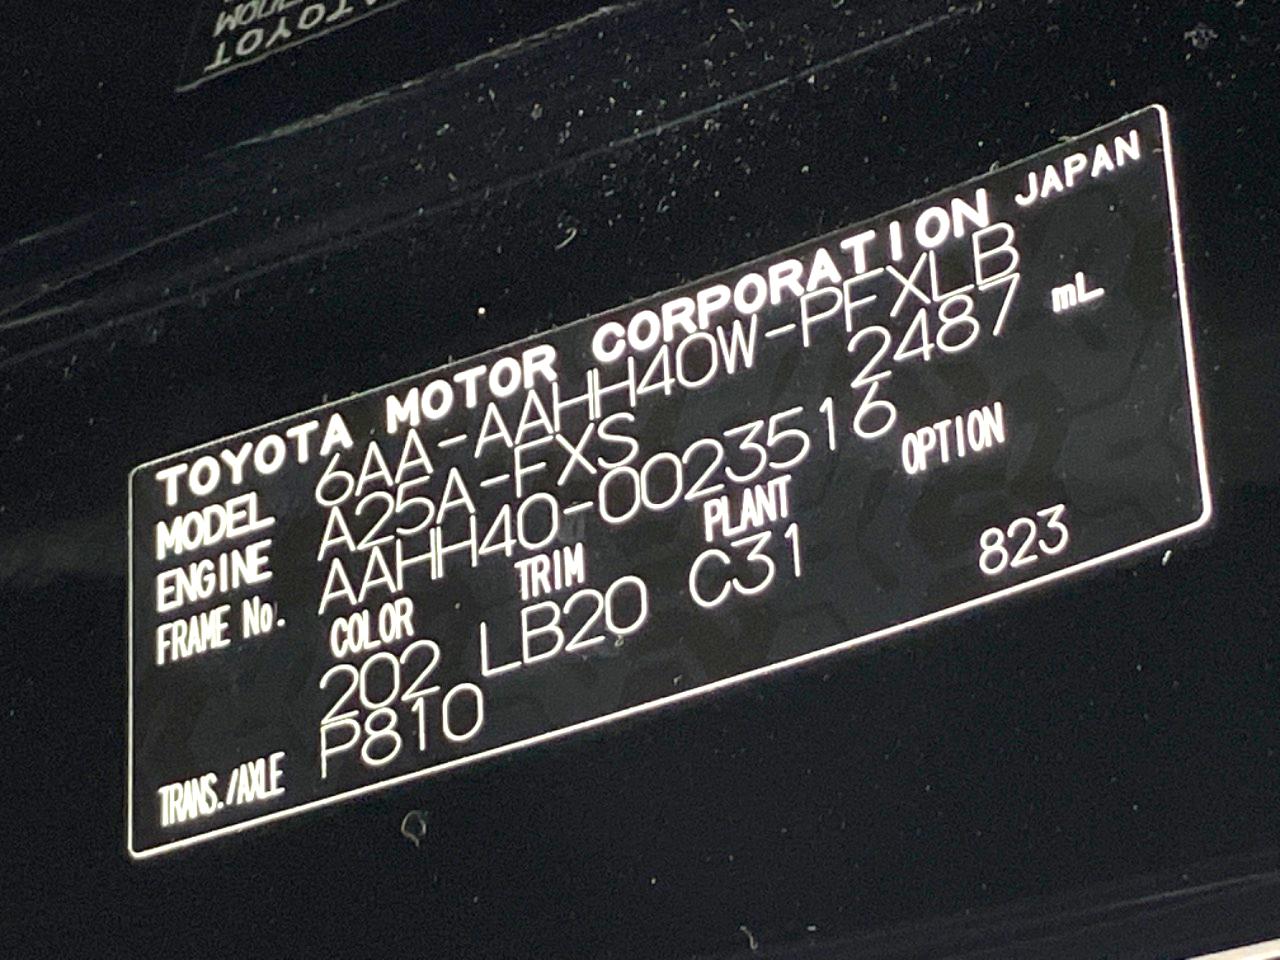 TOYOTA MOTOR CORPORATION JAPAN
MODEL 6AA-AAHH40W-PFXLB
ENGINE A25A-FXS 2487 mL
FRAME No. AAHH40-0023516
COLOR TRIM PLANT OPTION
202 LB20 C31 823
TRANS./AXLE P810